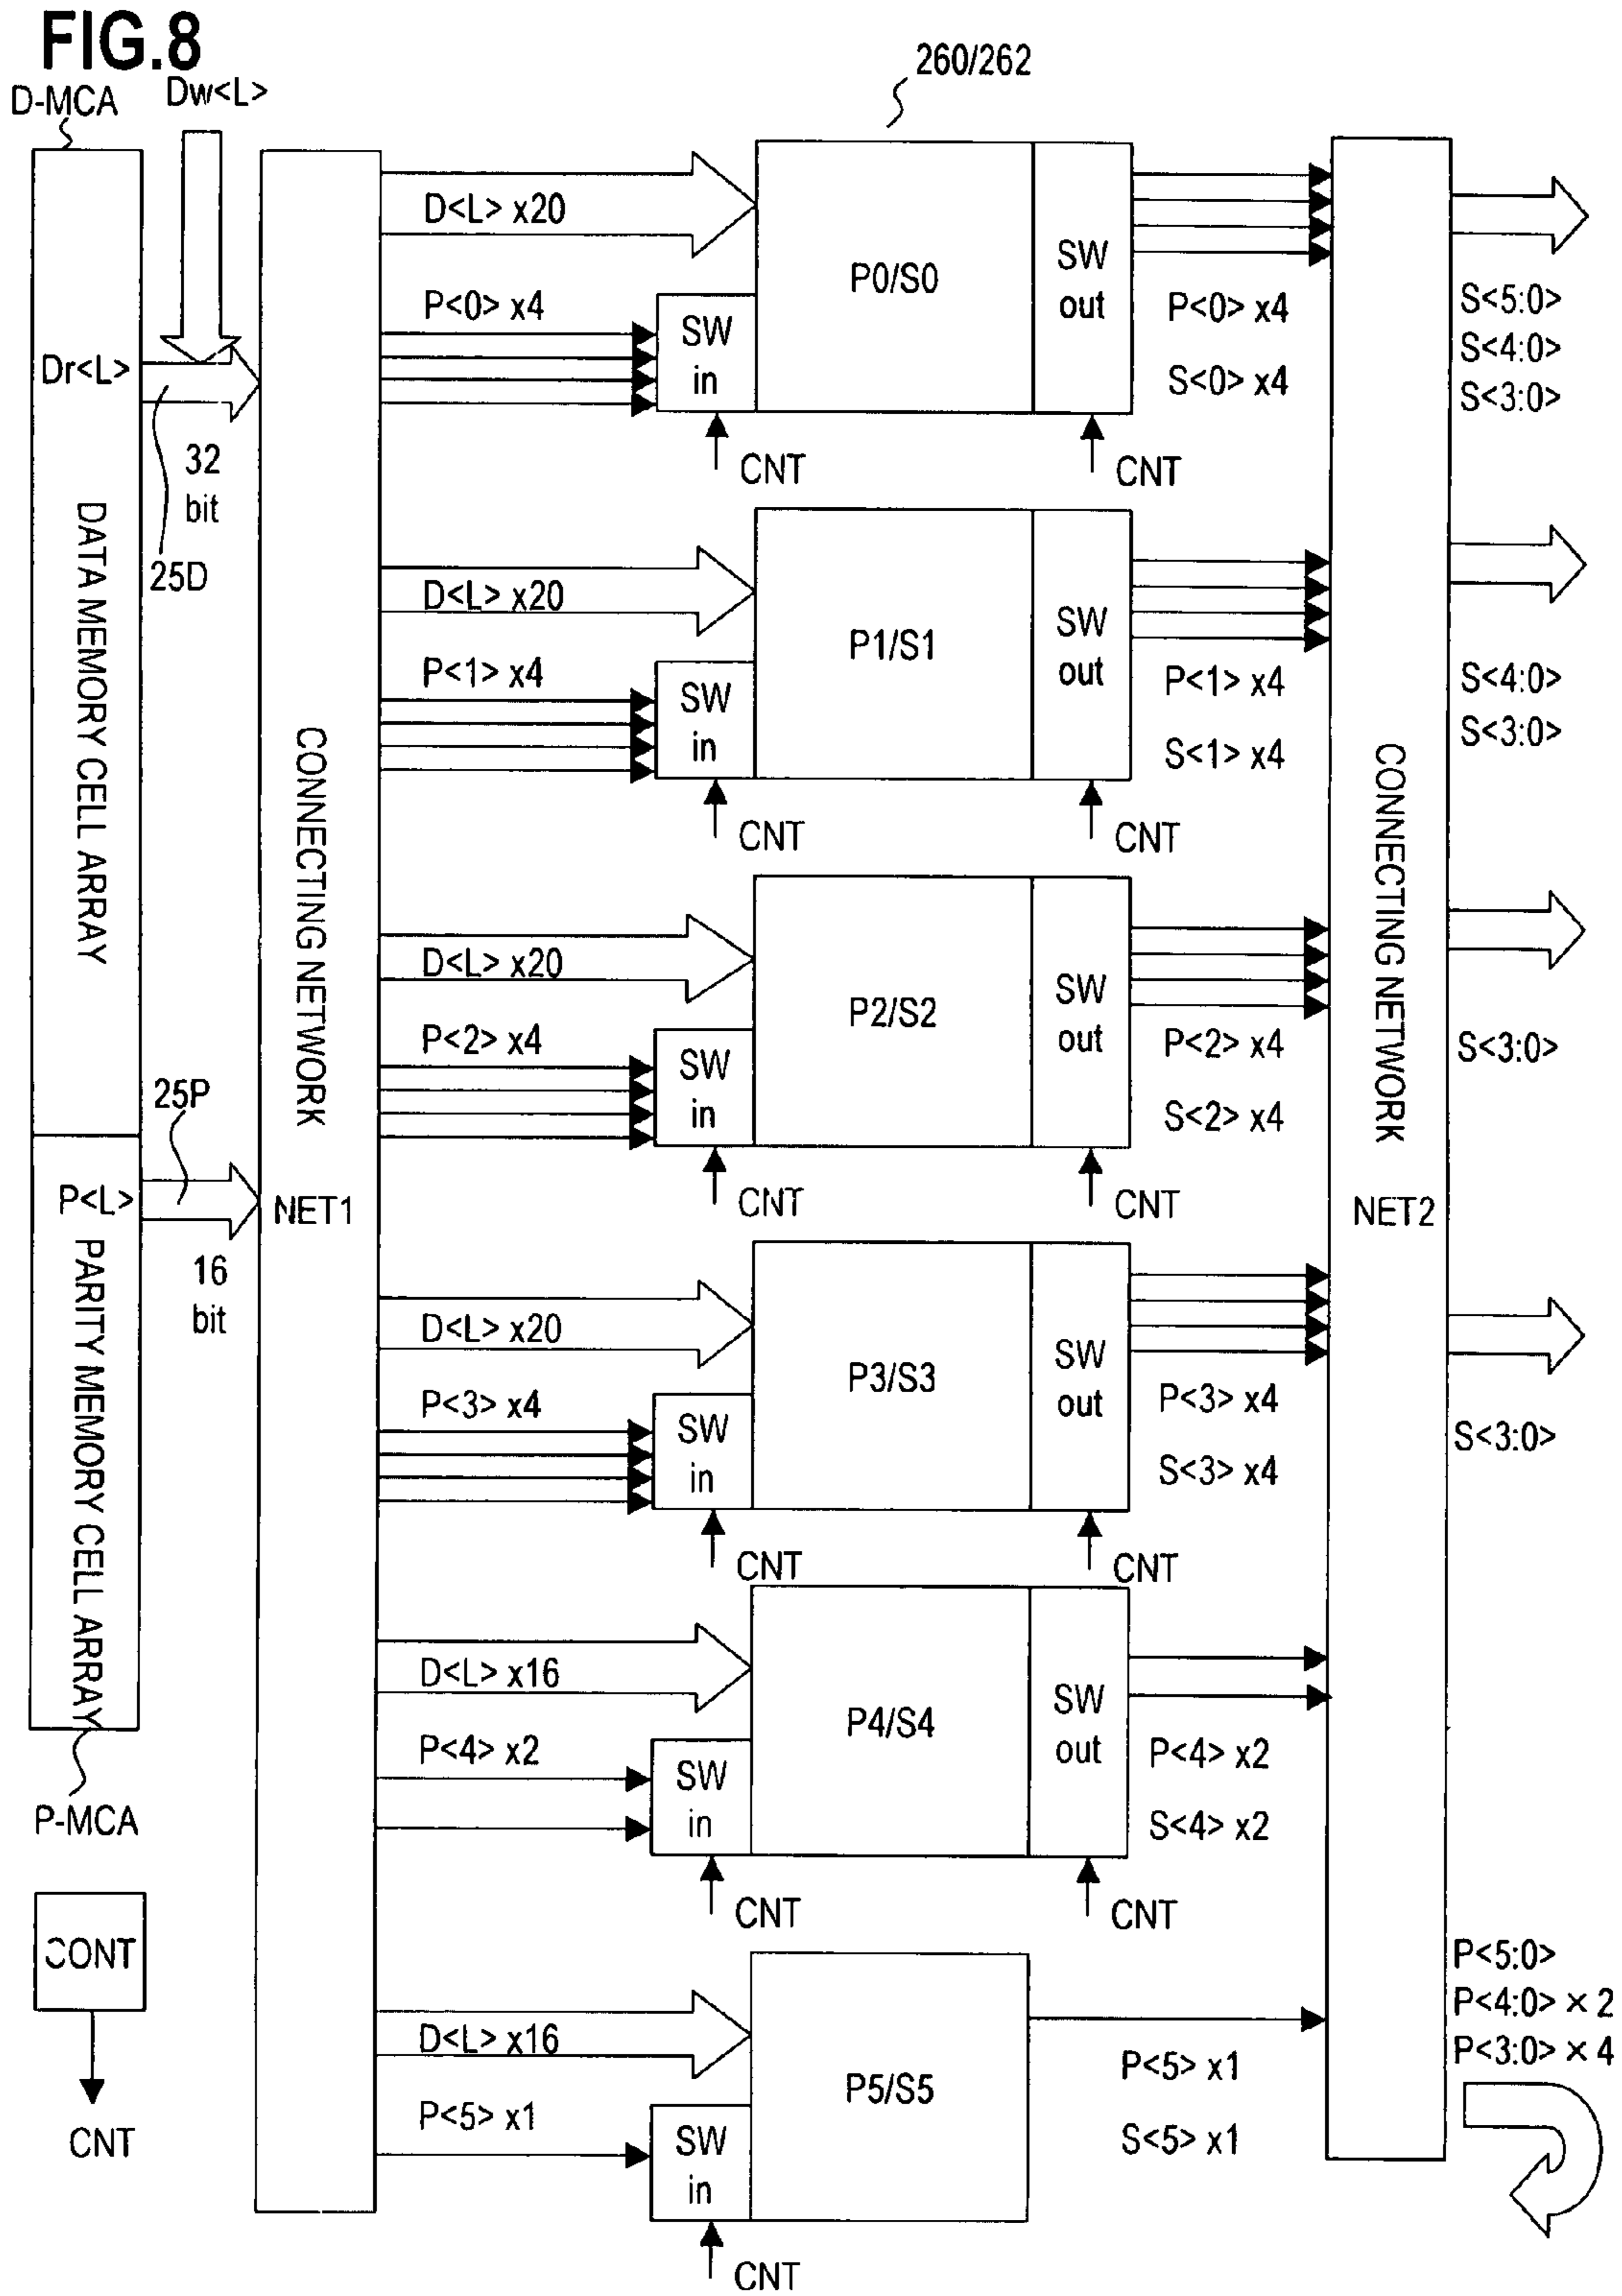 FIG.8
D-MCA
Dw<L>
260/262
Dr<L>
32
bit
25D
DATA MEMORY CELL ARRAY
25P
P<L>
16
bit
PARITY MEMORY CELL ARRAY
P-MCA
CONT
CNT
CONNECTING NETWORK
NET1
D<L> x20
P<0> x4
SW
in
P0/S0
SW
out
P<0> x4
S<0> x4
CNT
CNT
D<L> x20
P<1> x4
SW
in
P1/S1
SW
out
P<1> x4
S<1> x4
CNT
CNT
D<L> x20
P<2> x4
SW
in
P2/S2
SW
out
P<2> x4
S<2> x4
CNT
CNT
D<L> x20
P<3> x4
SW
in
P3/S3
SW
out
P<3> x4
S<3> x4
CNT
CNT
D<L> x16
P<4> x2
SW
in
P4/S4
SW
out
P<4> x2
S<4> x2
CNT
CNT
D<L> x16
P<5> x1
SW
in
P5/S5
P<5> x1
S<5> x1
CNT
CONNECTING NETWORK
NET2
S<5:0>
S<4:0>
S<3:0>
S<4:0>
S<3:0>
S<3:0>
S<3:0>
P<5:0>
P<4:0> × 2
P<3:0> × 4